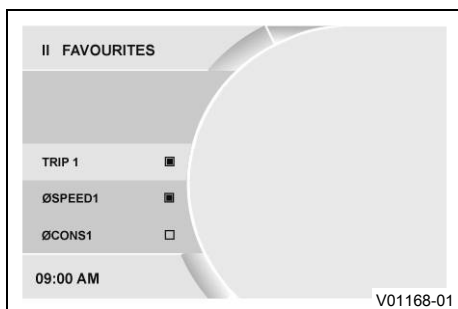 II FAVOURITES
TRIP 1
ØSPEED1
ØCONS1
09:00 AM
V01168-01